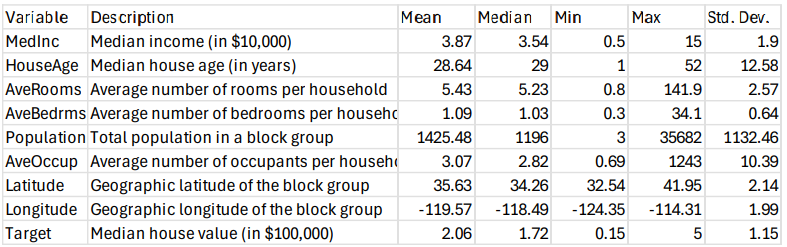 Variable Description Mean Median Min Max Std. Dev.
MedInc Median income (in $10,000) 3.87 3.54 0.5 15 1.9
HouseAge Median house age (in years) 28.64 29 1 52 12.58
AveRooms Average number of rooms per household 5.43 5.23 0.8 141.9 2.57
AveBedrms Average number of bedrooms per househo 1.09 1.03 0.3 34.1 0.64
Population Total population in a block group 1425.48 1196 3 35682 1132.46
AveOccup Average number of occupants per househo 3.07 2.82 0.69 1243 10.39
Latitude Geographic latitude of the block group 35.63 34.26 32.54 41.95 2.14
Longitude Geographic longitude of the block group -119.57 -118.49 -124.35 -114.31 1.99
Target Median house value (in $100,000) 2.06 1.72 0.15 5 1.15